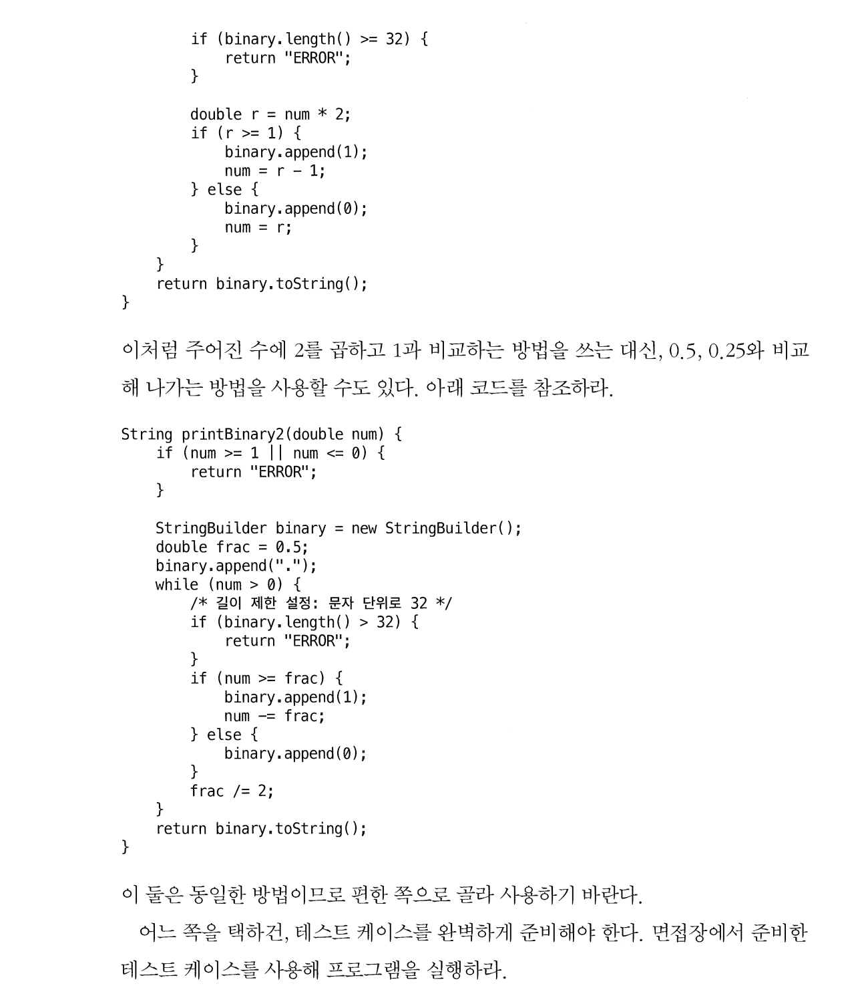 if (binary.length() >= 32) {
            return "ERROR";
        }

        double r = num * 2;
        if (r >= 1) {
            binary.append(1);
            num = r – 1;
        } else {
            binary.append(0);
            num = r;
        }
    }
    return binary.toString();
}

이처럼 주어진 수에 2를 곱하고 1과 비교하는 방법을 쓰는 대신, 0.5, 0.25와 비교
해 나가는 방법을 사용할 수도 있다. 아래 코드를 참조하라.

String printBinary2(double num) {
    if (num >= 1 || num <= 0) {
        return "ERROR";
    }

    StringBuilder binary = new StringBuilder();
    double frac = 0.5;
    binary.append(".");
    while (num > 0) {
        /* 길이 제한 설정: 문자 단위로 32 */
        if (binary.length() > 32) {
            return "ERROR";
        }
        if (num >= frac) {
            binary.append(1);
            num –= frac;
        } else {
            binary.append(0);
        }
        frac /= 2;
    }
    return binary.toString();
}

이 둘은 동일한 방법이므로 편한 쪽으로 골라 사용하기 바란다.
어느 쪽을 택하건, 테스트 케이스를 완벽하게 준비해야 한다. 면접장에서 준비한
테스트 케이스를 사용해 프로그램을 실행하라.